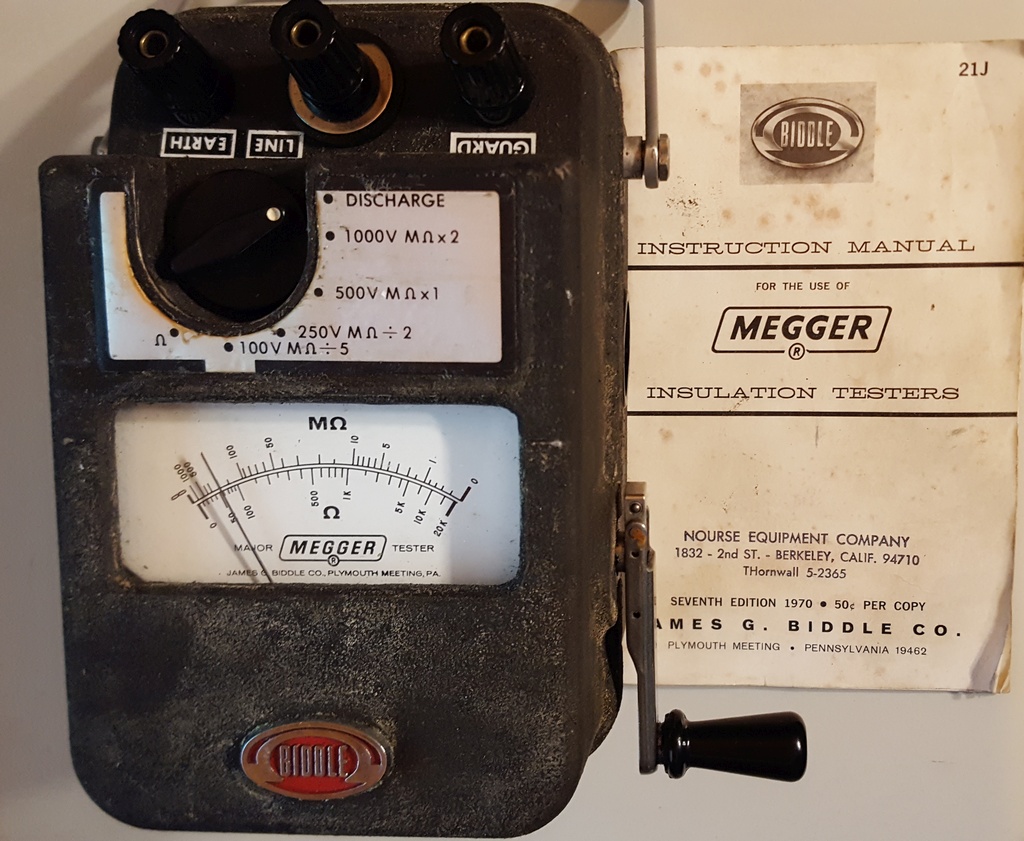 EARTH LINE GUARD
DISCHARGE
1000V MΩ x 2
500V MΩ x 1
250V MΩ ÷ 2
100V MΩ ÷ 5
Ω
MΩ
∞ 1000 500 100 50 10 5 1 0
0 50 100 500 1K 5K 10K 20K
Ω
MAJOR MEGGER ® TESTER
JAMES G. BIDDLE CO., PLYMOUTH MEETING, PA.
BIDDLE
21J
BIDDLE
INSTRUCTION MANUAL
FOR THE USE OF
MEGGER
®
INSULATION TESTERS
NOURSE EQUIPMENT COMPANY
1832 - 2nd ST. - BERKELEY, CALIF. 94710
THornwall 5-2365
SEVENTH EDITION 1970 • 50¢ PER COPY
AMES G. BIDDLE CO.
PLYMOUTH MEETING • PENNSYLVANIA 19462